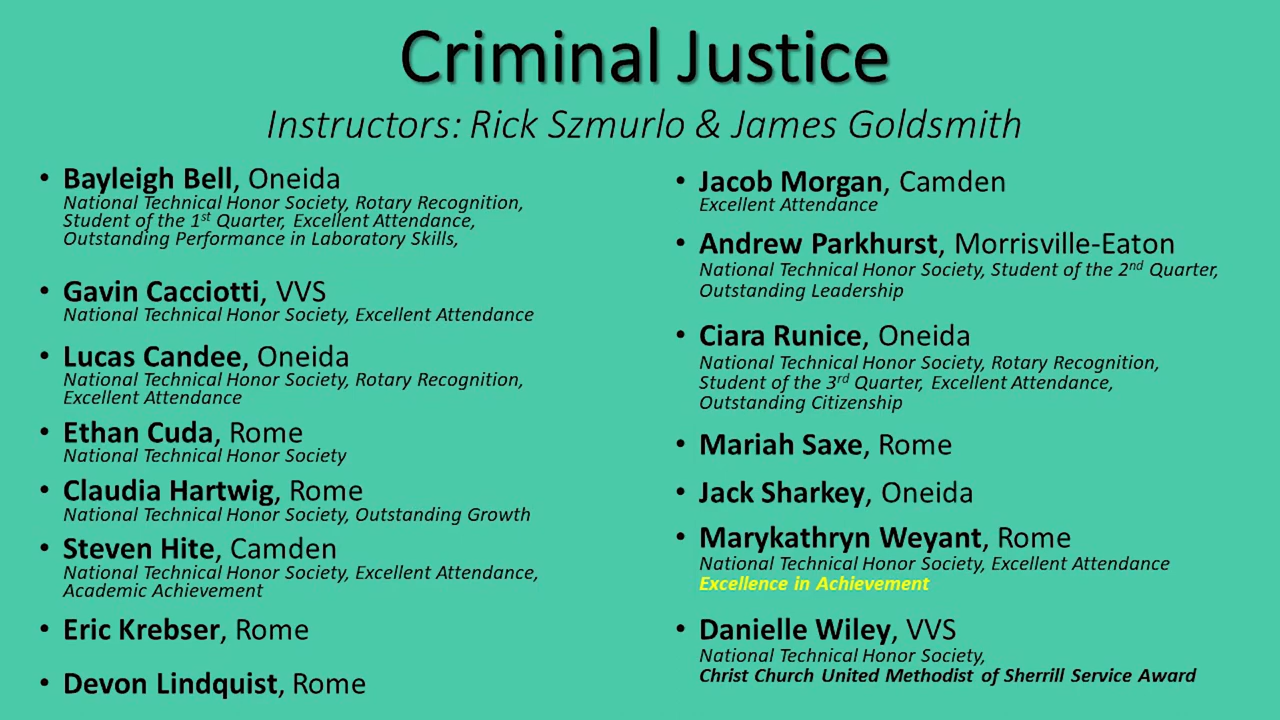 Criminal Justice
Instructors: Rick Szmurlo & James Goldsmith
• Bayleigh Bell, Oneida
National Technical Honor Society, Rotary Recognition,
Student of the 1st Quarter, Excellent Attendance,
Outstanding Performance in Laboratory Skills,
• Gavin Cacciotti, VVS
National Technical Honor Society, Excellent Attendance
• Lucas Candee, Oneida
National Technical Honor Society, Rotary Recognition,
Excellent Attendance
• Ethan Cuda, Rome
National Technical Honor Society
• Claudia Hartwig, Rome
National Technical Honor Society, Outstanding Growth
• Steven Hite, Camden
National Technical Honor Society, Excellent Attendance,
Academic Achievement
• Eric Krebser, Rome
• Devon Lindquist, Rome
• Jacob Morgan, Camden
Excellent Attendance
• Andrew Parkhurst, Morrisville-Eaton
National Technical Honor Society, Student of the 2nd Quarter,
Outstanding Leadership
• Ciara Runice, Oneida
National Technical Honor Society, Rotary Recognition,
Student of the 3rd Quarter, Excellent Attendance,
Outstanding Citizenship
• Mariah Saxe, Rome
• Jack Sharkey, Oneida
• Marykathryn Weyant, Rome
National Technical Honor Society, Excellent Attendance
Excellence in Achievement
• Danielle Wiley, VVS
National Technical Honor Society,
Christ Church United Methodist of Sherrill Service Award